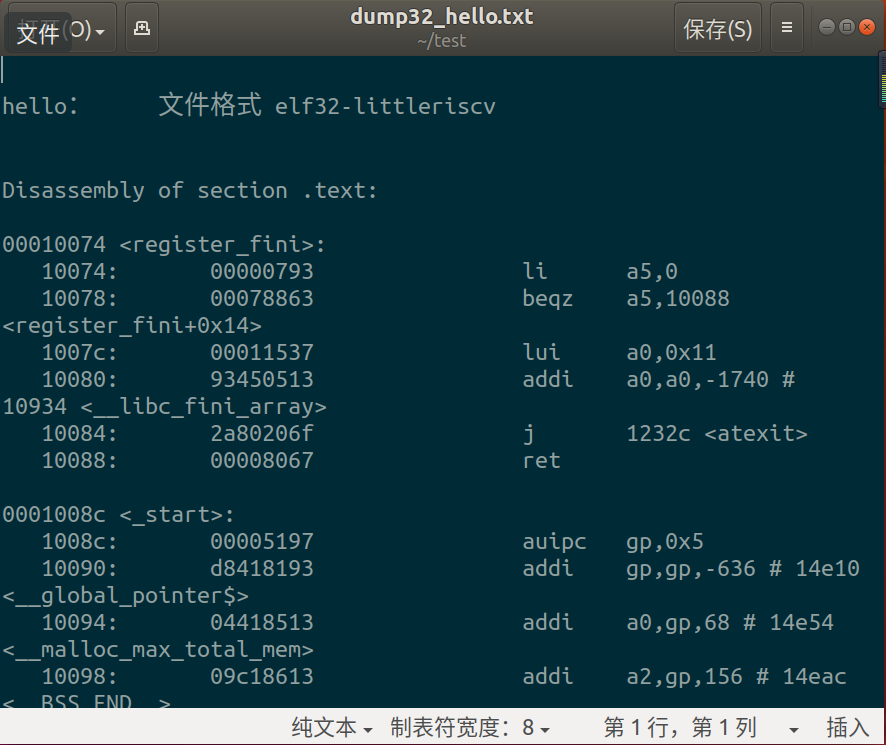 dump32_hello.txt
~/test
文件
(O)
保存(S)
hello:      文件格式 elf32-littleriscv
Disassembly of section .text:
00010074 <register_fini>:
   10074:       00000793                li      a5,0
   10078:       00078863                beqz    a5,10088
<register_fini+0x14>
   1007c:       00011537                lui     a0,0x11
   10080:       93450513                addi    a0,a0,-1740 #
10934 <__libc_fini_array>
   10084:       2a80206f                j       1232c <atexit>
   10088:       00008067                ret
0001008c <_start>:
   1008c:       00005197                auipc   gp,0x5
   10090:       d8418193                addi    gp,gp,-636 # 14e10
<__global_pointer$>
   10094:       04418513                addi    a0,gp,68 # 14e54
<__malloc_max_total_mem>
   10098:       09c18613                addi    a2,gp,156 # 14eac
<__BSS_END__>
纯文本 制表符宽度: 8 第 1 行, 第 1 列 插入